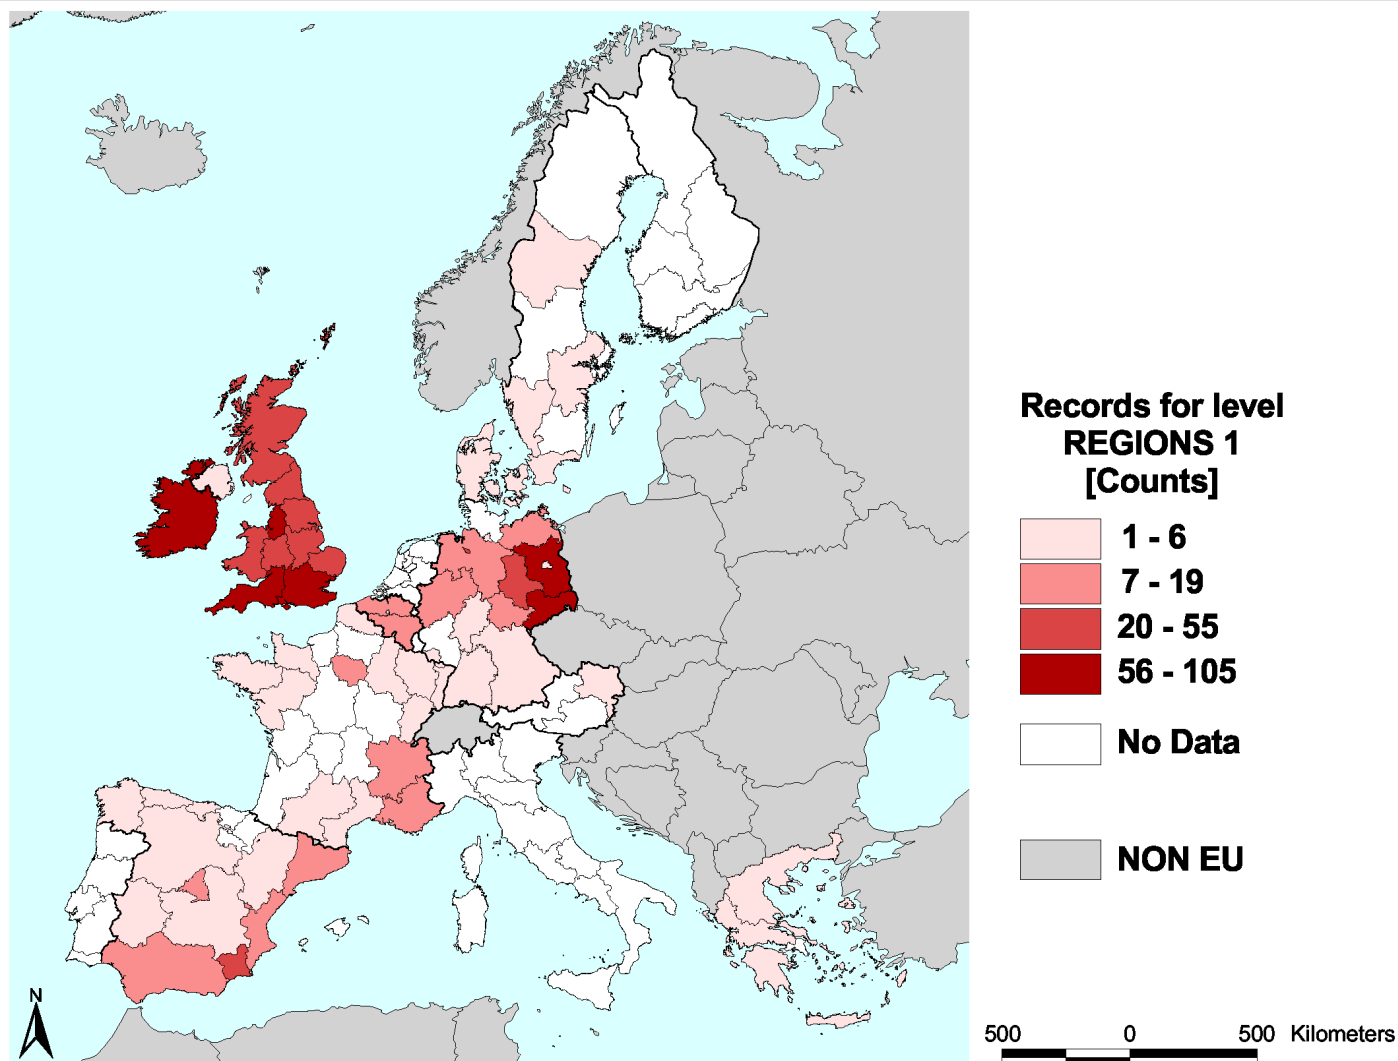 Records for level
REGIONS 1
[Counts]
1 - 6
7 - 19
20 - 55
56 - 105
No Data
NON EU
N
500 0 500 Kilometers